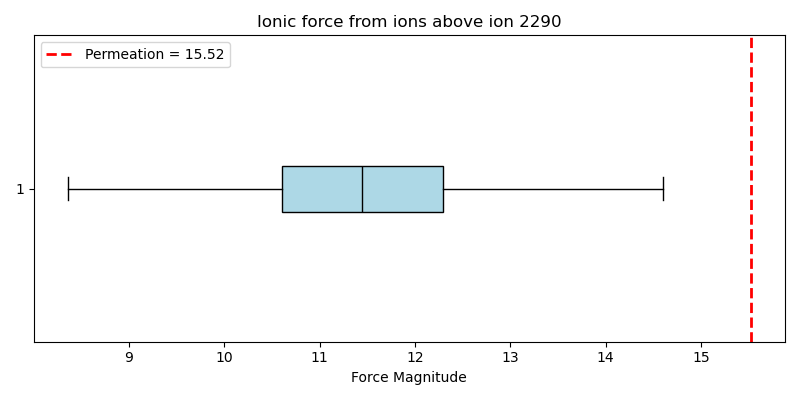 Ionic force from ions above ion 2290
Permeation = 15.52
1
9 10 11 12 13 14 15
Force Magnitude